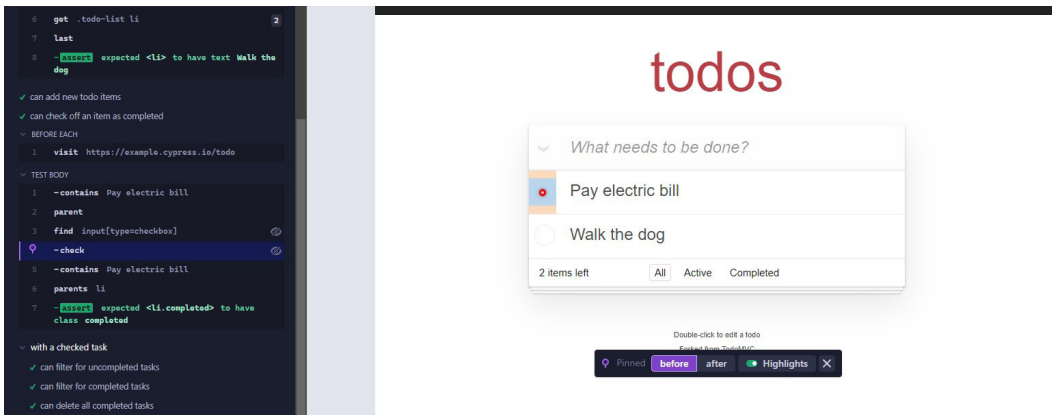 6 get .todo-list li 2
7 last
8 -assert expected <li> to have text Walk the
dog
can add new todo items
can check off an item as completed
BEFORE EACH
1 visit https://example.cypress.io/todo
TEST BODY
1 -contains Pay electric bill
2 parent
3 find input[type=checkbox]
-check
5 -contains Pay electric bill
6 parents li
7 -assert expected <li.completed> to have
class completed
with a checked task
can filter for uncompleted tasks
can filter for completed tasks
can delete all completed tasks
todos
What needs to be done?
Pay electric bill
Walk the dog
2 items left All Active Completed
Double-click to edit a todo
Forked from TodoMVC
Pinned before after Highlights